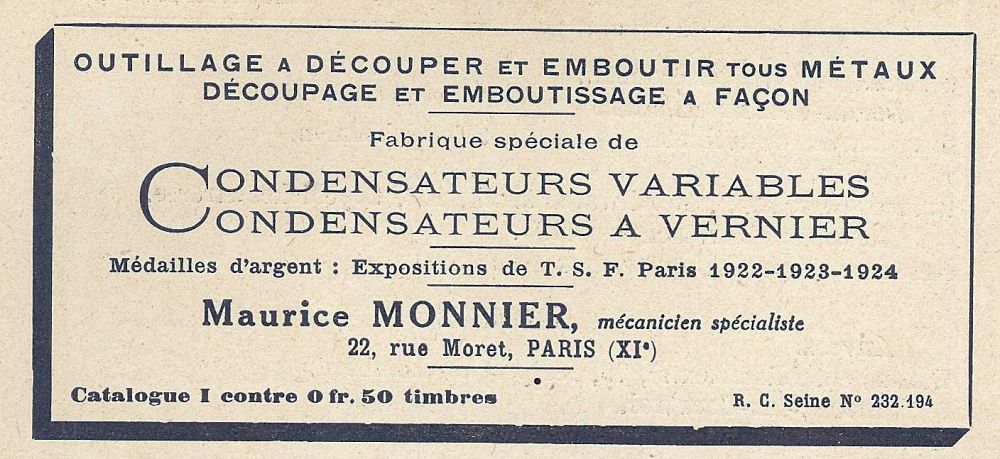 OUTILLAGE A DÉCOUPER ET EMBOUTIR TOUS MÉTAUX
DÉCOUPAGE ET EMBOUTISSAGE A FAÇON
Fabrique spéciale de
CONDENSATEURS VARIABLES
CONDENSATEURS A VERNIER
Médailles d'argent : Expositions de T. S. F. Paris 1922-1923-1924
Maurice MONNIER, mécanicien spécialiste
22, rue Moret, PARIS (XIe)
Catalogue I contre 0 fr. 50 timbres
R. C. Seine No 232.194